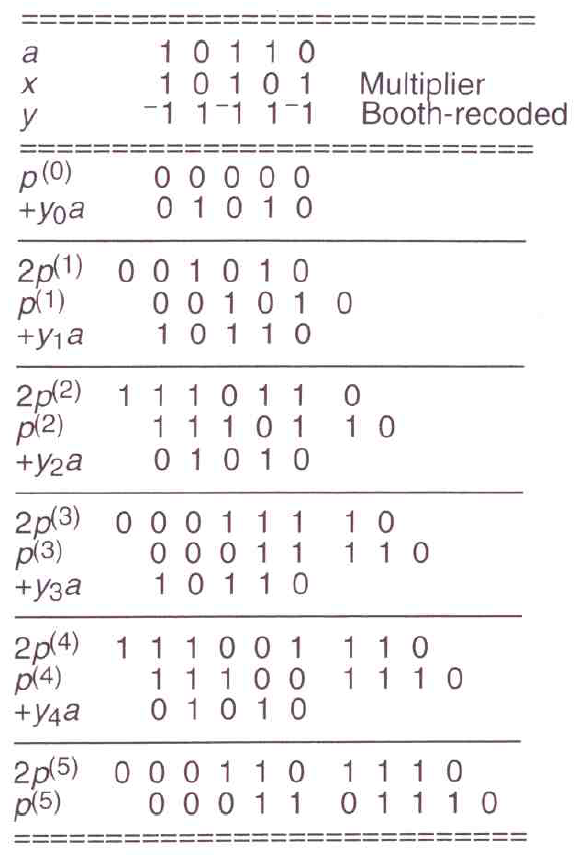 ===========================
a 1 0 1 1 0
x 1 0 1 0 1 Multiplier
y ⁻1 1 ⁻1 1 ⁻1 Booth-recoded
===========================
p⁽⁰⁾ 0 0 0 0 0
+y₀a 0 1 0 1 0
2p⁽¹⁾ 0 0 1 0 1 0
p⁽¹⁾ 0 0 1 0 1 0
+y₁a 1 0 1 1 0
2p⁽²⁾ 1 1 1 0 1 1 0
p⁽²⁾ 1 1 1 0 1 1 0
+y₂a 0 1 0 1 0
2p⁽³⁾ 0 0 0 1 1 1 1 0
p⁽³⁾ 0 0 0 1 1 1 1 0
+y₃a 1 0 1 1 0
2p⁽⁴⁾ 1 1 1 0 0 1 1 1 0
p⁽⁴⁾ 1 1 1 0 0 1 1 1 0
+y₄a 0 1 0 1 0
2p⁽⁵⁾ 0 0 0 1 1 0 1 1 1 0
p⁽⁵⁾ 0 0 0 1 1 0 1 1 1 0
===========================